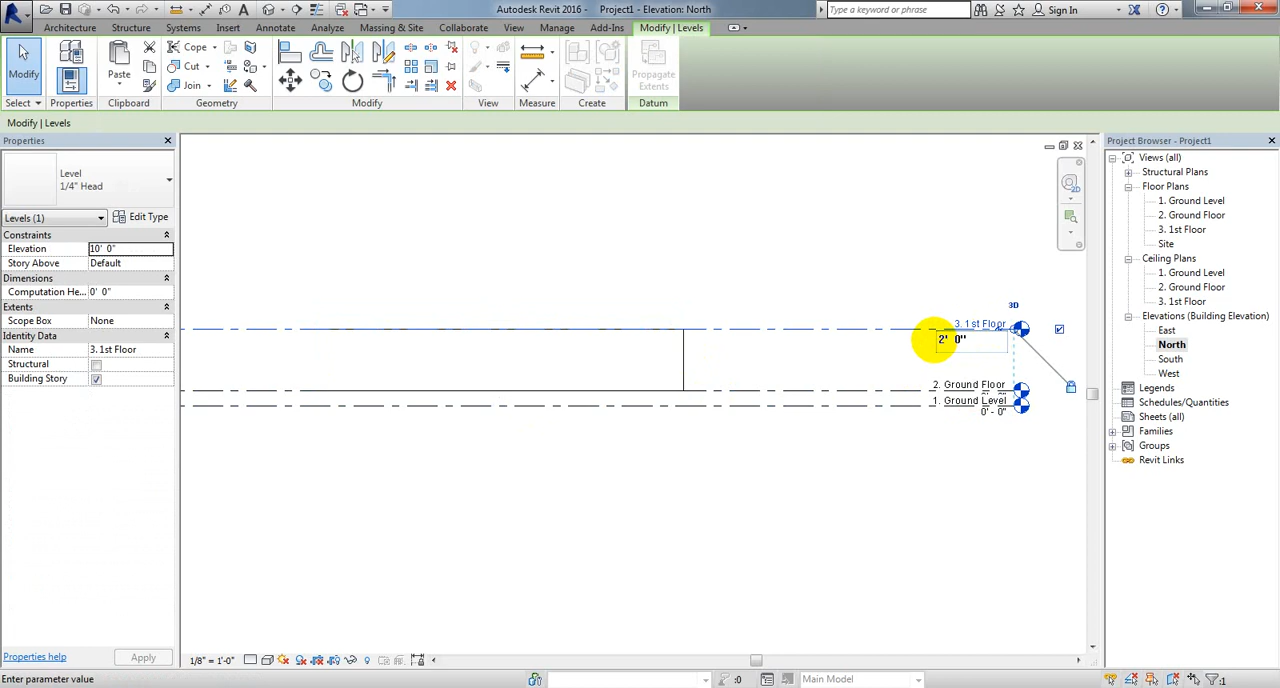 Autodesk Revit 2016 - Project1 - Elevation: North
Type a keyword or phrase
Sign In
Architecture Structure Systems Insert Annotate Analyze Massing & Site Collaborate View Manage Add-Ins Modify | Levels
Modify
Paste
Cope
Cut
Join
Propagate
Extents
Select Properties Clipboard Geometry Modify View Measure Create Datum
Modify | Levels
Properties
Level
1/4" Head
Levels (1)
Edit Type
Constraints
Elevation 10' 0"
Story Above Default
Dimensions
Computation He... 0' 0"
Extents
Scope Box None
Identity Data
Name 3. 1st Floor
Structural
Building Story
Properties help
Apply
2D
3D
3. 1st Floor
2' 0"
2. Ground Floor
1. Ground Level
0' - 0"
Project Browser - Project1
Views (all)
Structural Plans
Floor Plans
1. Ground Level
2. Ground Floor
3. 1st Floor
Site
Ceiling Plans
1. Ground Level
2. Ground Floor
3. 1st Floor
Elevations (Building Elevation)
East
North
South
West
Legends
Schedules/Quantities
Sheets (all)
Families
Groups
Revit Links
1/8" = 1'-0"
Enter parameter value
:0
Main Model
:1